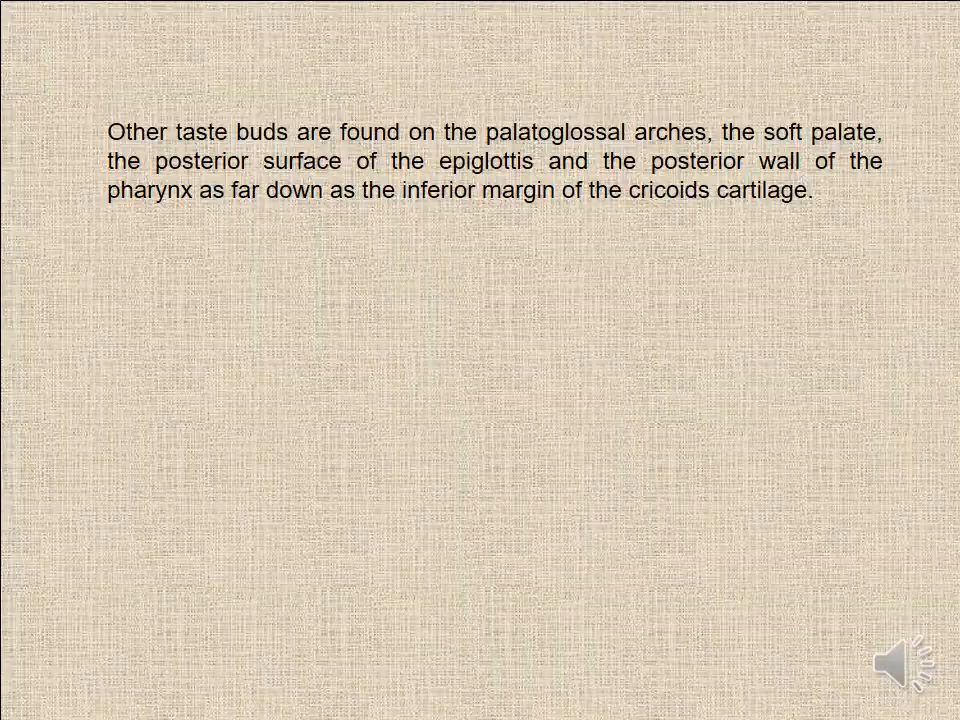 Other taste buds are found on the palatoglossal arches, the soft palate,
the posterior surface of the epiglottis and the posterior wall of the
pharynx as far down as the inferior margin of the cricoids cartilage.